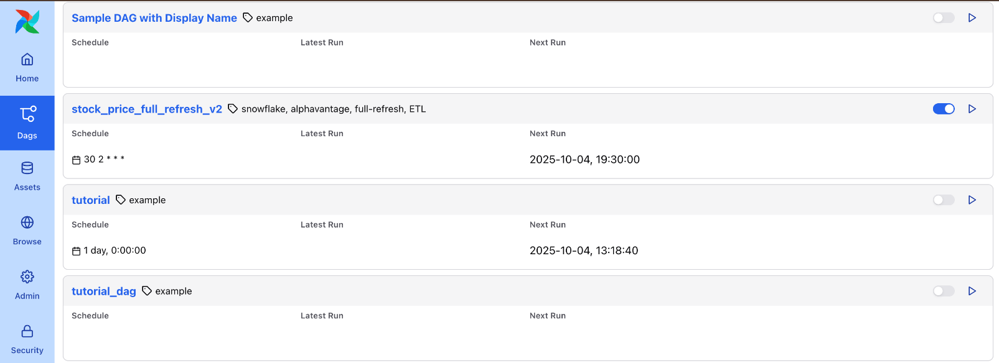 Sample DAG with Display Name example
Schedule Latest Run Next Run
Home
stock_price_full_refresh_v2 snowflake, alphavantage, full-refresh, ETL
Dags
Schedule Latest Run Next Run
30 2 * * * 2025-10-04, 19:30:00
Assets
tutorial example
Schedule Latest Run Next Run
Browse
1 day, 0:00:00 2025-10-04, 13:18:40
tutorial_dag example
Admin
Schedule Latest Run Next Run
Security